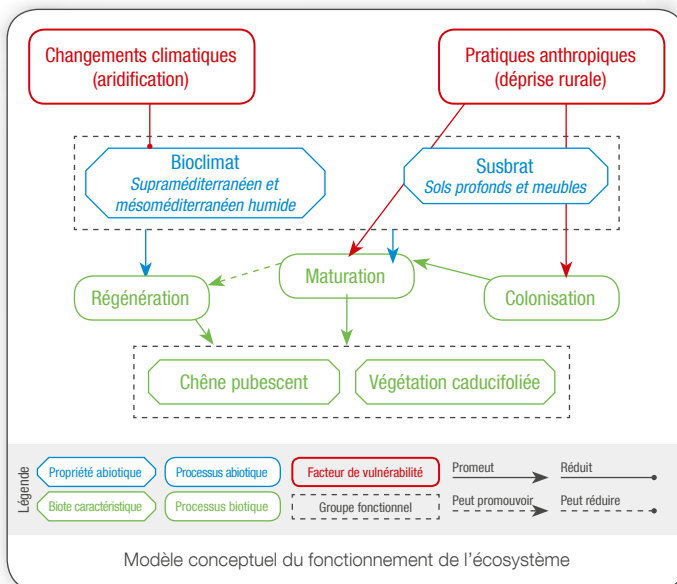 Changements climatiques
(aridification)
Pratiques anthropiques
(déprise rurale)
Bioclimat
Supraméditerranéen et
mésoméditerranéen humide
Susbrat
Sols profonds et meubles
Régénération
Maturation
Colonisation
Chêne pubescent
Végétation caducifoliée
Légende
Propriété abiotique
Processus abiotique
Facteur de vulnérabilité
Promeut
Réduit
Biote caractéristique
Processus biotique
Groupe fonctionnel
Peut promouvoir
Peut réduire
Modèle conceptuel du fonctionnement de l'écosystème